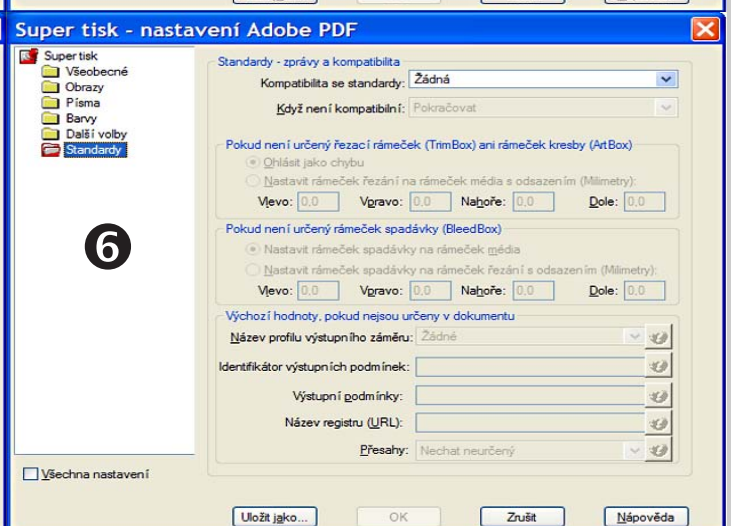 Super tisk - nastavení Adobe PDF
Super tisk
Všeobecné
Obrazy
Písma
Barvy
Další volby
Standardy
6
Všechna nastavení
Standardy - zprávy a kompatibilita
Kompatibilita se standardy: Žádná
Když není kompatibilní: Pokračovat
Pokud není určený řezací rámeček (TrimBox) ani rámeček kresby (ArtBox)
Ohlásit jako chybu
Nastavit rámeček řezání na rámeček média s odsazením (Milimetry):
Vlevo: 0,0 Vpravo: 0,0 Nahoře: 0,0 Dole: 0,0
Pokud není určený rámeček spadávky (BleedBox)
Nastavit rámeček spadávky na rámeček média
Nastavit rámeček spadávky na rámeček řezání s odsazením (Milimetry):
Vlevo: 0,0 Vpravo: 0,0 Nahoře: 0,0 Dole: 0,0
Výchozí hodnoty, pokud nejsou určeny v dokumentu
Název profilu výstupního záměru: Žádné
Identifikátor výstupních podmínek:
Výstupní podmínky:
Název registru (URL):
Přesahy: Nechat neurčený
Uložit jako... OK Zrušit Nápověda